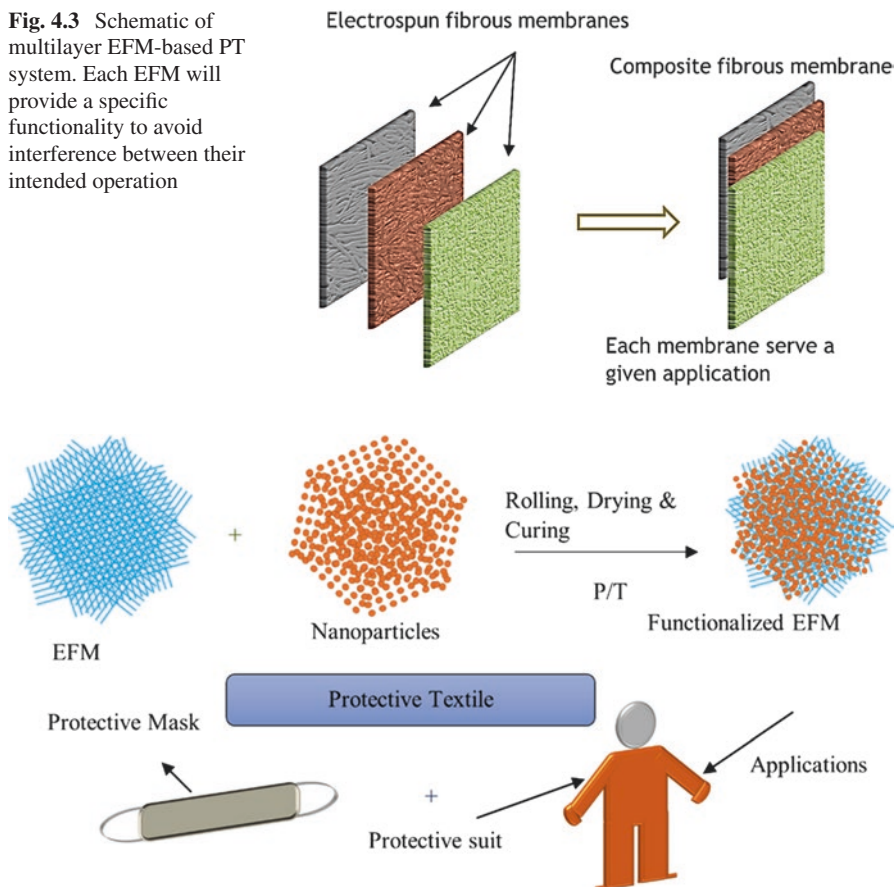 Fig. 4.3 Schematic of
multilayer EFM-based PT
system. Each EFM will
provide a specific
functionality to avoid
interference between their
intended operation
Electrospun fibrous membranes
Composite fibrous membrane
Each membrane serve a
given application
EFM
+
Nanoparticles
Rolling, Drying &
Curing
P/T
Functionalized EFM
Protective Textile
Protective Mask
+
Protective suit
Applications